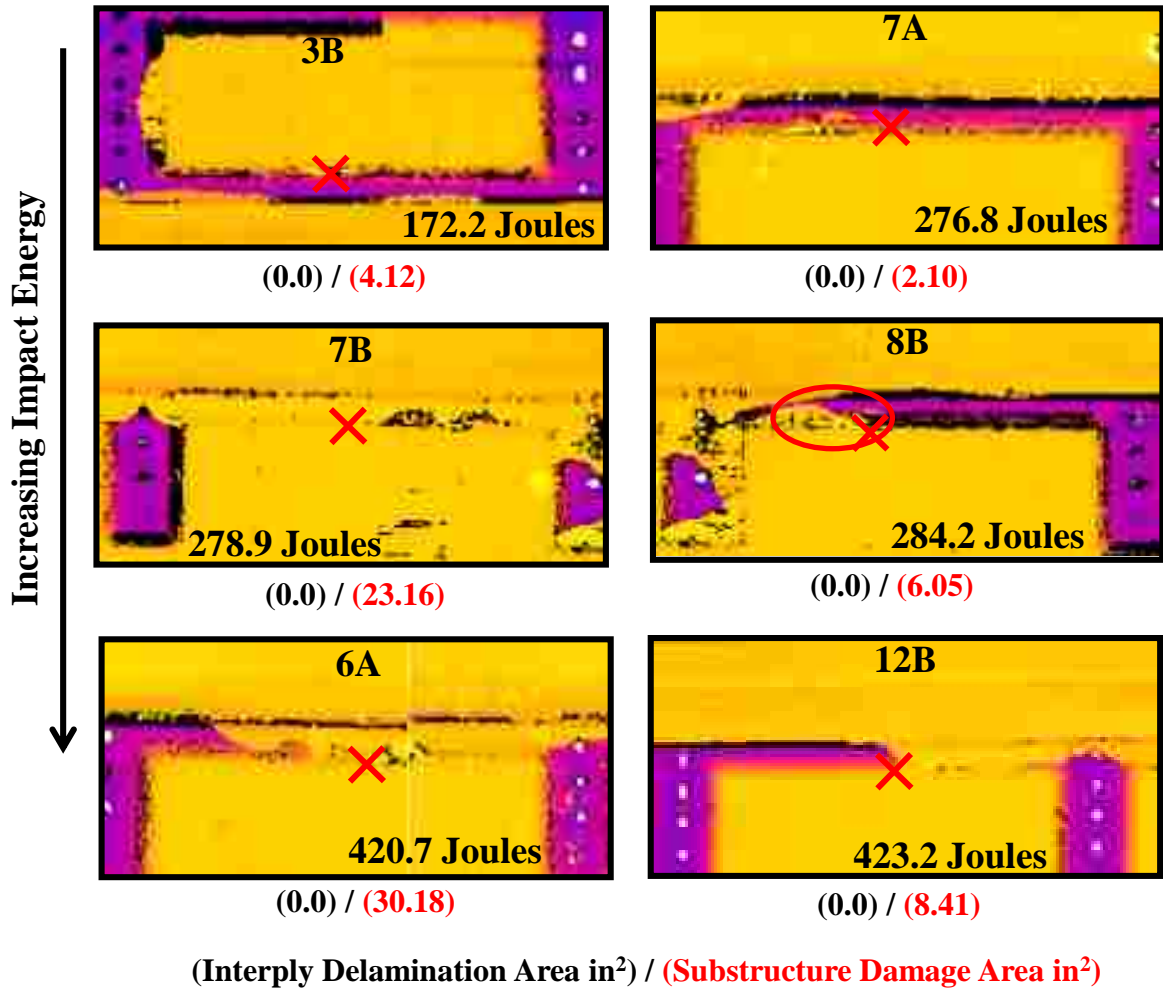 Increasing Impact Energy
3B
172.2 Joules
(0.0) / (4.12)
7A
276.8 Joules
(0.0) / (2.10)
7B
278.9 Joules
(0.0) / (23.16)
8B
284.2 Joules
(0.0) / (6.05)
6A
420.7 Joules
(0.0) / (30.18)
12B
423.2 Joules
(0.0) / (8.41)
(Interply Delamination Area in²) / (Substructure Damage Area in²)